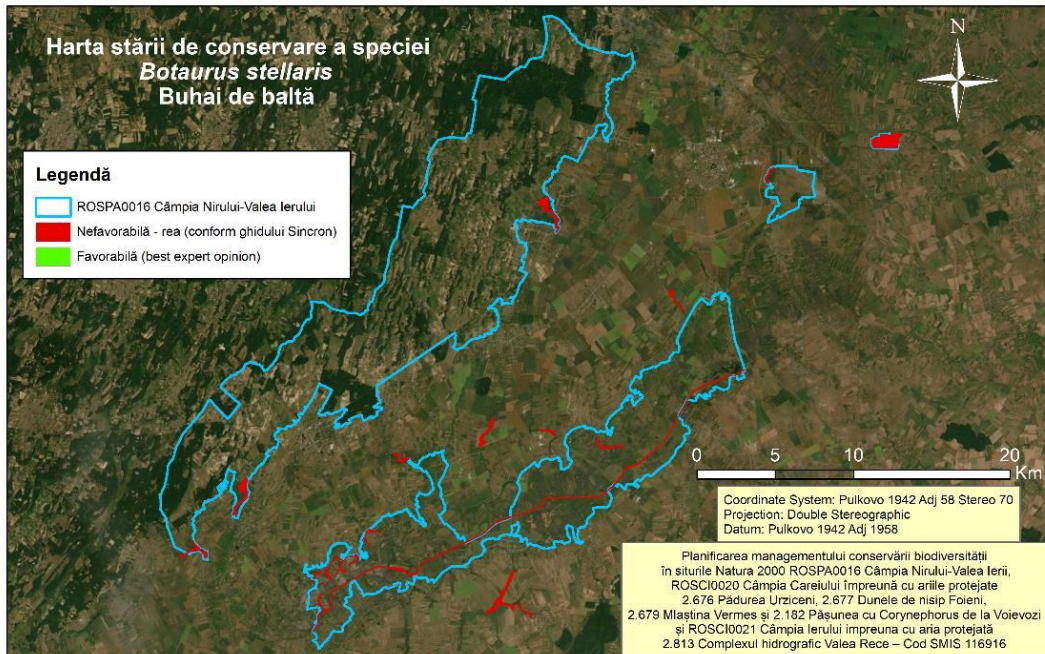 Harta stării de conservare a speciei
Botaurus stellaris
Buhai de baltă
N
Legendă
ROSPA0016 Câmpia Nirului-Valea Ierului
Nefavorabilă - rea (conform ghidului Sincron)
Favorabilă (best expert opinion)
0 5 10 20
Km
Coordinate System: Pulkovo 1942 Adj 58 Stereo 70
Projection: Double Stereographic
Datum: Pulkovo 1942 Adj 1958
Planificarea managementului conservării biodiversității
în siturile Natura 2000 ROSPA0016 Câmpia Nirului-Valea Ierii,
ROSCI0020 Câmpia Careiului împreună cu ariile protejate
2.676 Pădurea Urziceni, 2.677 Dunele de nisip Foieni,
2.679 Mlaștina Vermes și 2.182 Pășunea cu Corynephorus de la Voievozi
și ROSCI0021 Câmpia Ierului impreuna cu aria protejată
2.813 Complexul hidrografic Valea Rece – Cod SMIS 116916